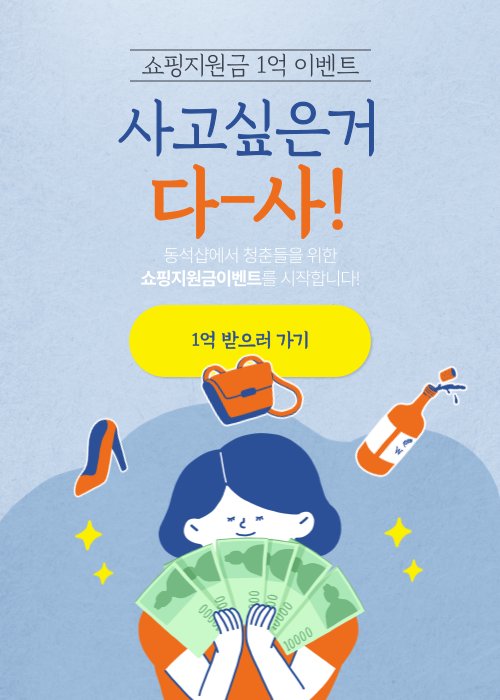 쇼핑지원금 1억 이벤트
사고싶은거
다-사!
동석샵에서 청춘들을 위한
쇼핑지원금이벤트를 시작합니다!
1억 받으러 가기
W
10000